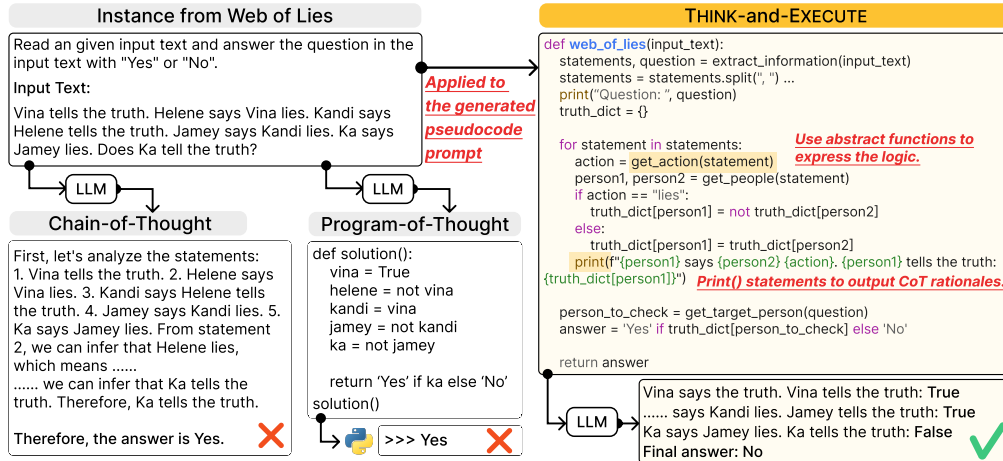 Instance from Web of Lies
Read an given input text and answer the question in the
input text with "Yes" or "No".
Input Text:
Vina tells the truth. Helene says Vina lies. Kandi says
Helene tells the truth. Jamey says Kandi lies. Ka says
Jamey lies. Does Ka tell the truth?
Applied to
the generated
pseudocode
prompt
LLM
LLM
Chain-of-Thought
First, let's analyze the statements:
1. Vina tells the truth. 2. Helene says
Vina lies. 3. Kandi says Helene tells
the truth. 4. Jamey says Kandi lies. 5.
Ka says Jamey lies. From statement
2, we can infer that Helene lies,
which means ......
...... we can infer that Ka tells the
truth. Therefore, Ka tells the truth.
Therefore, the answer is Yes.
Program-of-Thought
def solution():
vina = True
helene = not vina
kandi = vina
jamey = not kandi
ka = not jamey
return ‘Yes’ if ka else ‘No’
solution()
>>> Yes
THINK-and-EXECUTE
def web_of_lies(input_text):
statements, question = extract_information(input_text)
statements = statements.split(", ") ...
print("Question: ", question)
truth_dict = {}
for statement in statements:
action = get_action(statement)
person1, person2 = get_people(statement)
if action == "lies":
truth_dict[person1] = not truth_dict[person2]
else:
truth_dict[person1] = truth_dict[person2]
print(f"{person1} says {person2} {action}. {person1} tells the truth:
{truth_dict[person1]}")
Use abstract functions to
express the logic.
Print() statements to output CoT rationales.
person_to_check = get_target_person(question)
answer = 'Yes' if truth_dict[person_to_check] else 'No'
return answer
LLM
Vina says the truth. Vina tells the truth: True
...... says Kandi lies. Jamey tells the truth: True
Ka says Jamey lies. Ka tells the truth: False
Final answer: No